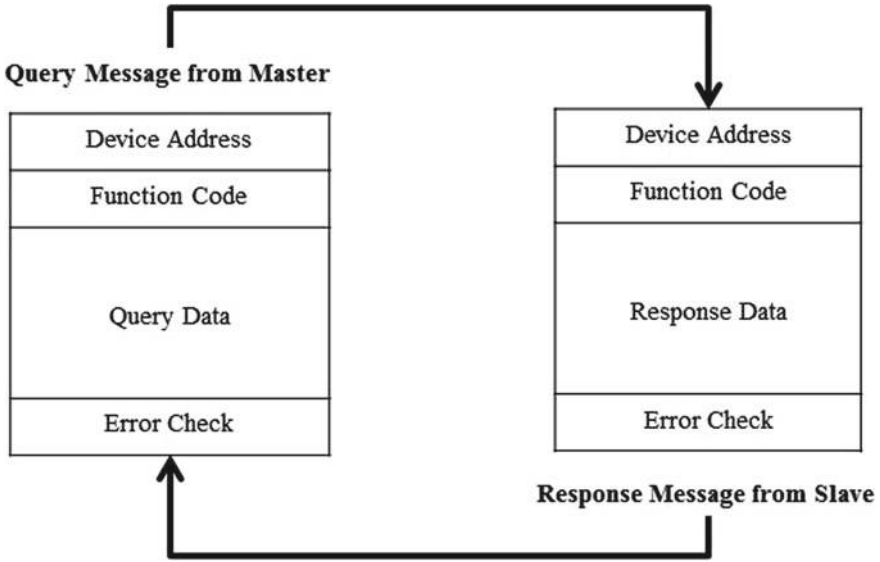 Query Message from Master
Device Address
Function Code
Query Data
Error Check
Device Address
Function Code
Response Data
Error Check
Response Message from Slave